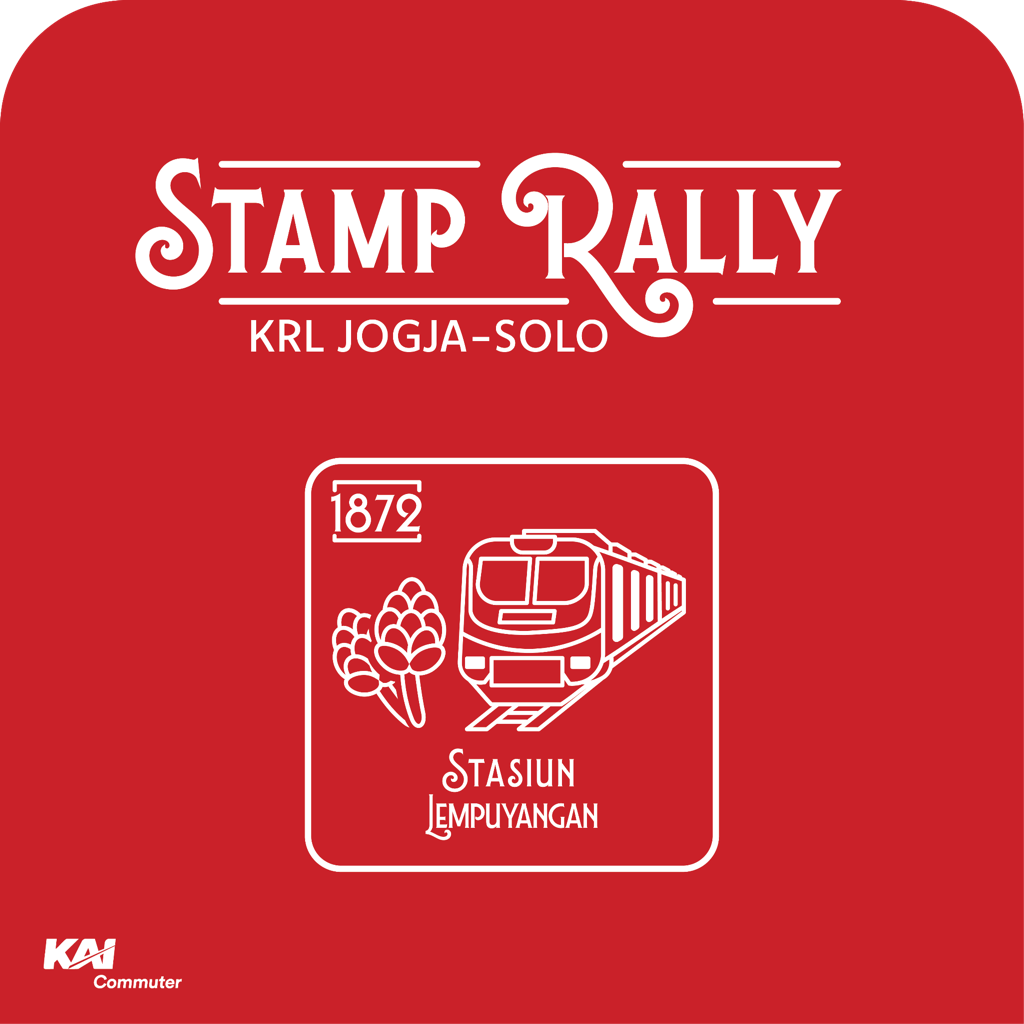 STAMP RALLY
KRL JOGJA-SOLO
1872
STASIUN
LEMPUYANGAN
KAI
Commuter